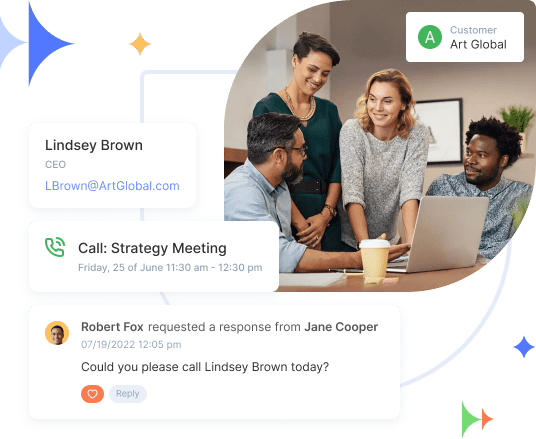 Customer
A Art Global
Lindsey Brown
CEO
LBrown@ArtGlobal.com
Call: Strategy Meeting
Friday, 25 of June 11:30 am - 12:30 pm
Robert Fox requested a response from Jane Cooper
07/19/2022 12:05 pm
Could you please call Lindsey Brown today?
Reply